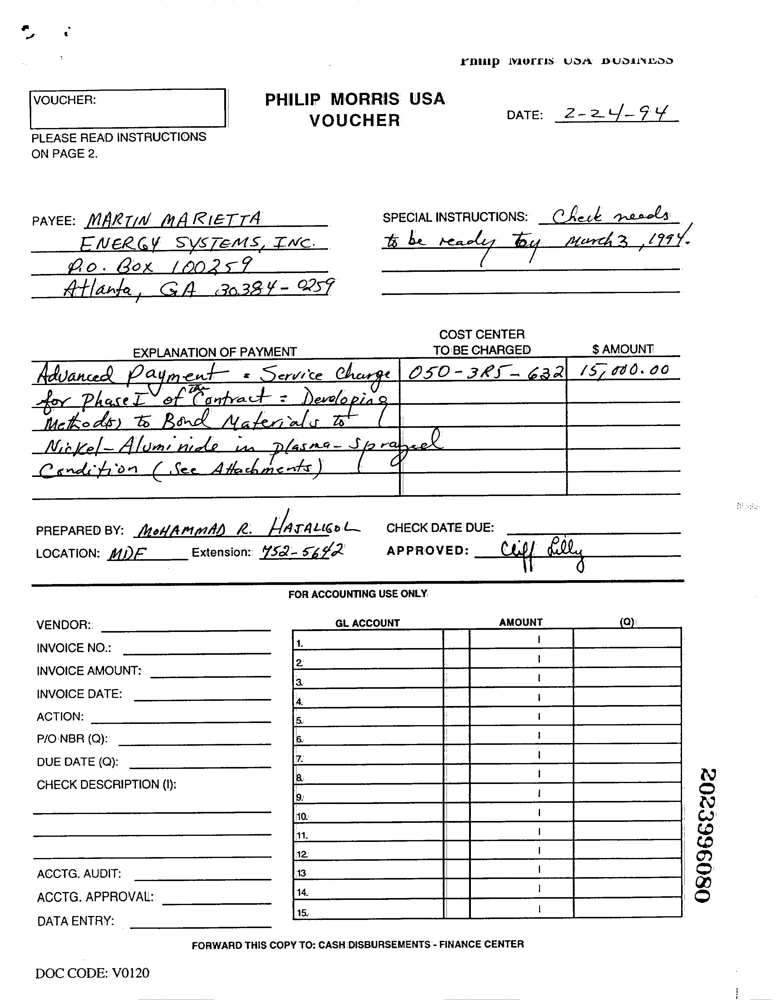 Philip Morris USA BUSINESS
VOUCHER:
PHILIP MORRIS USA
VOUCHER
DATE: 2-24-94
PLEASE READ INSTRUCTIONS
ON PAGE 2.
PAYEE: MARTIN MARIETTA
ENERGY SYSTEMS, INC.
P.O. Box 100259
Atlanta, GA 30384-0259
SPECIAL INSTRUCTIONS: Check needs
to be ready by March 3, 1994.
EXPLANATION OF PAYMENT
COST CENTER
TO BE CHARGED
$ AMOUNT
Advanced Payment = Service Charge 050-3R5-632 15,000.00
for Phase I of the Contract = Developing
Method(s) to Bond Materials to
Nickel-Aluminide in plasma-sprayed
Condition (See Attachments)
PREPARED BY: MOHAMMAD R. HAJALIGOL
CHECK DATE DUE:
LOCATION: MDF Extension: 752-5642
APPROVED: Cliff Lilly
FOR ACCOUNTING USE ONLY
VENDOR:
INVOICE NO.:
INVOICE AMOUNT:
INVOICE DATE:
ACTION:
P/O NBR (Q):
DUE DATE (Q):
CHECK DESCRIPTION (I):
ACCTG. AUDIT:
ACCTG. APPROVAL:
DATA ENTRY:
GL ACCOUNT AMOUNT (Q)
1.
2
3.
4.
5.
6.
7.
8.
9.
10.
11.
12
13
14.
15.
2023996080
FORWARD THIS COPY TO: CASH DISBURSEMENTS - FINANCE CENTER
DOC CODE: V0120